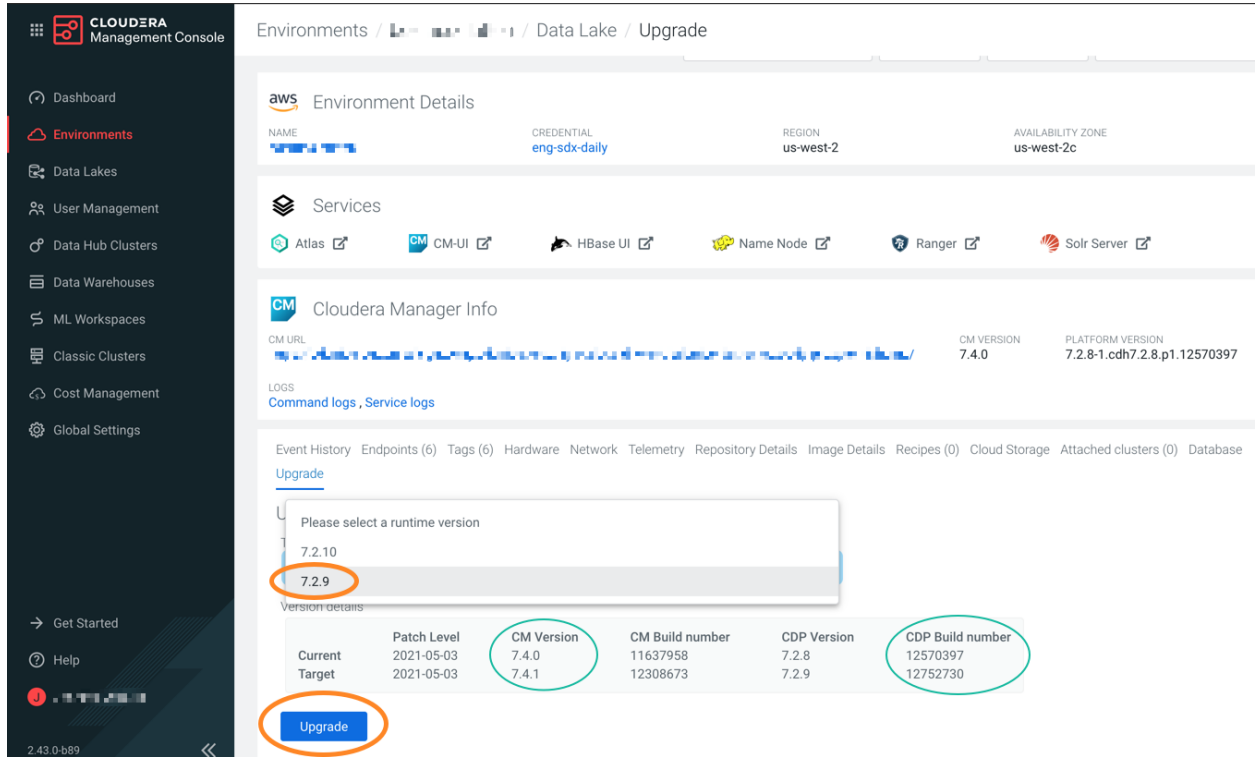 CLOUDERA
Management Console
Environments / / Data Lake / Upgrade
Dashboard
Environments
Data Lakes
User Management
Data Hub Clusters
Data Warehouses
ML Workspaces
Classic Clusters
Cost Management
Global Settings
Get Started
Help
J
2.43.0-b89
aws Environment Details
NAME CREDENTIAL REGION AVAILABILITY ZONE
eng-sdx-daily us-west-2 us-west-2c
Services
Atlas CM CM-UI HBase UI Name Node Ranger Solr Server
CM Cloudera Manager Info
CM URL CM VERSION PLATFORM VERSION
/ 7.4.0 7.2.8-1.cdh7.2.8.p1.12570397
LOGS
Command logs , Service logs
Event History Endpoints (6) Tags (6) Hardware Network Telemetry Repository Details Image Details Recipes (0) Cloud Storage Attached clusters (0) Database
Upgrade
Please select a runtime version
7.2.10
7.2.9
Version details
Patch Level CM Version CM Build number CDP Version CDP Build number
Current 2021-05-03 7.4.0 11637958 7.2.8 12570397
Target 2021-05-03 7.4.1 12308673 7.2.9 12752730
Upgrade